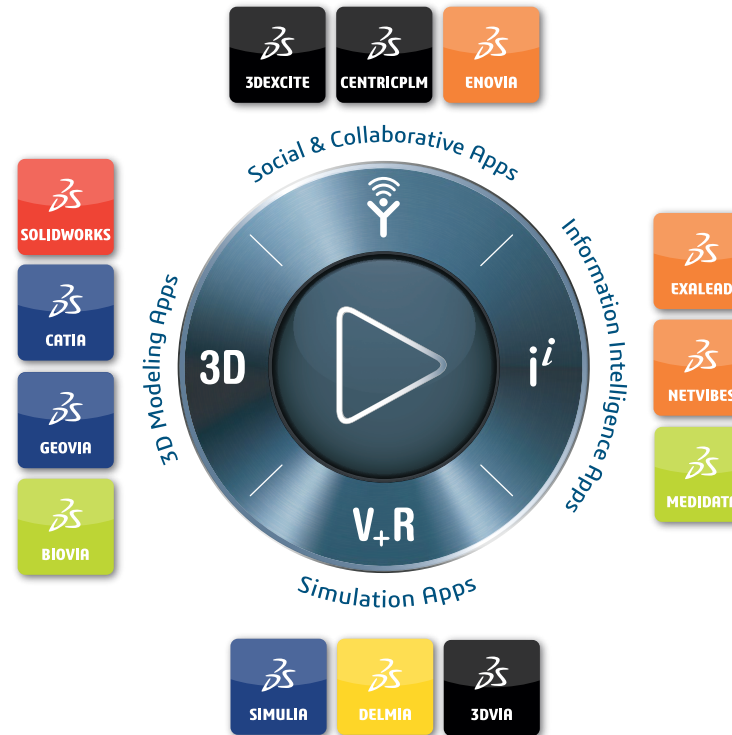 3DEXCITE
CENTRICPLM
ENOVIA
Social & Collaborative Apps
SOLIDWORKS
CATIA
GEOVIA
BIOVIA
3D Modeling Apps
3D
i i
Information Intelligence Apps
EXALEAD
NETVIBES
MEDIDATA
V+R
Simulation Apps
SIMULIA
DELMIA
3DVIA